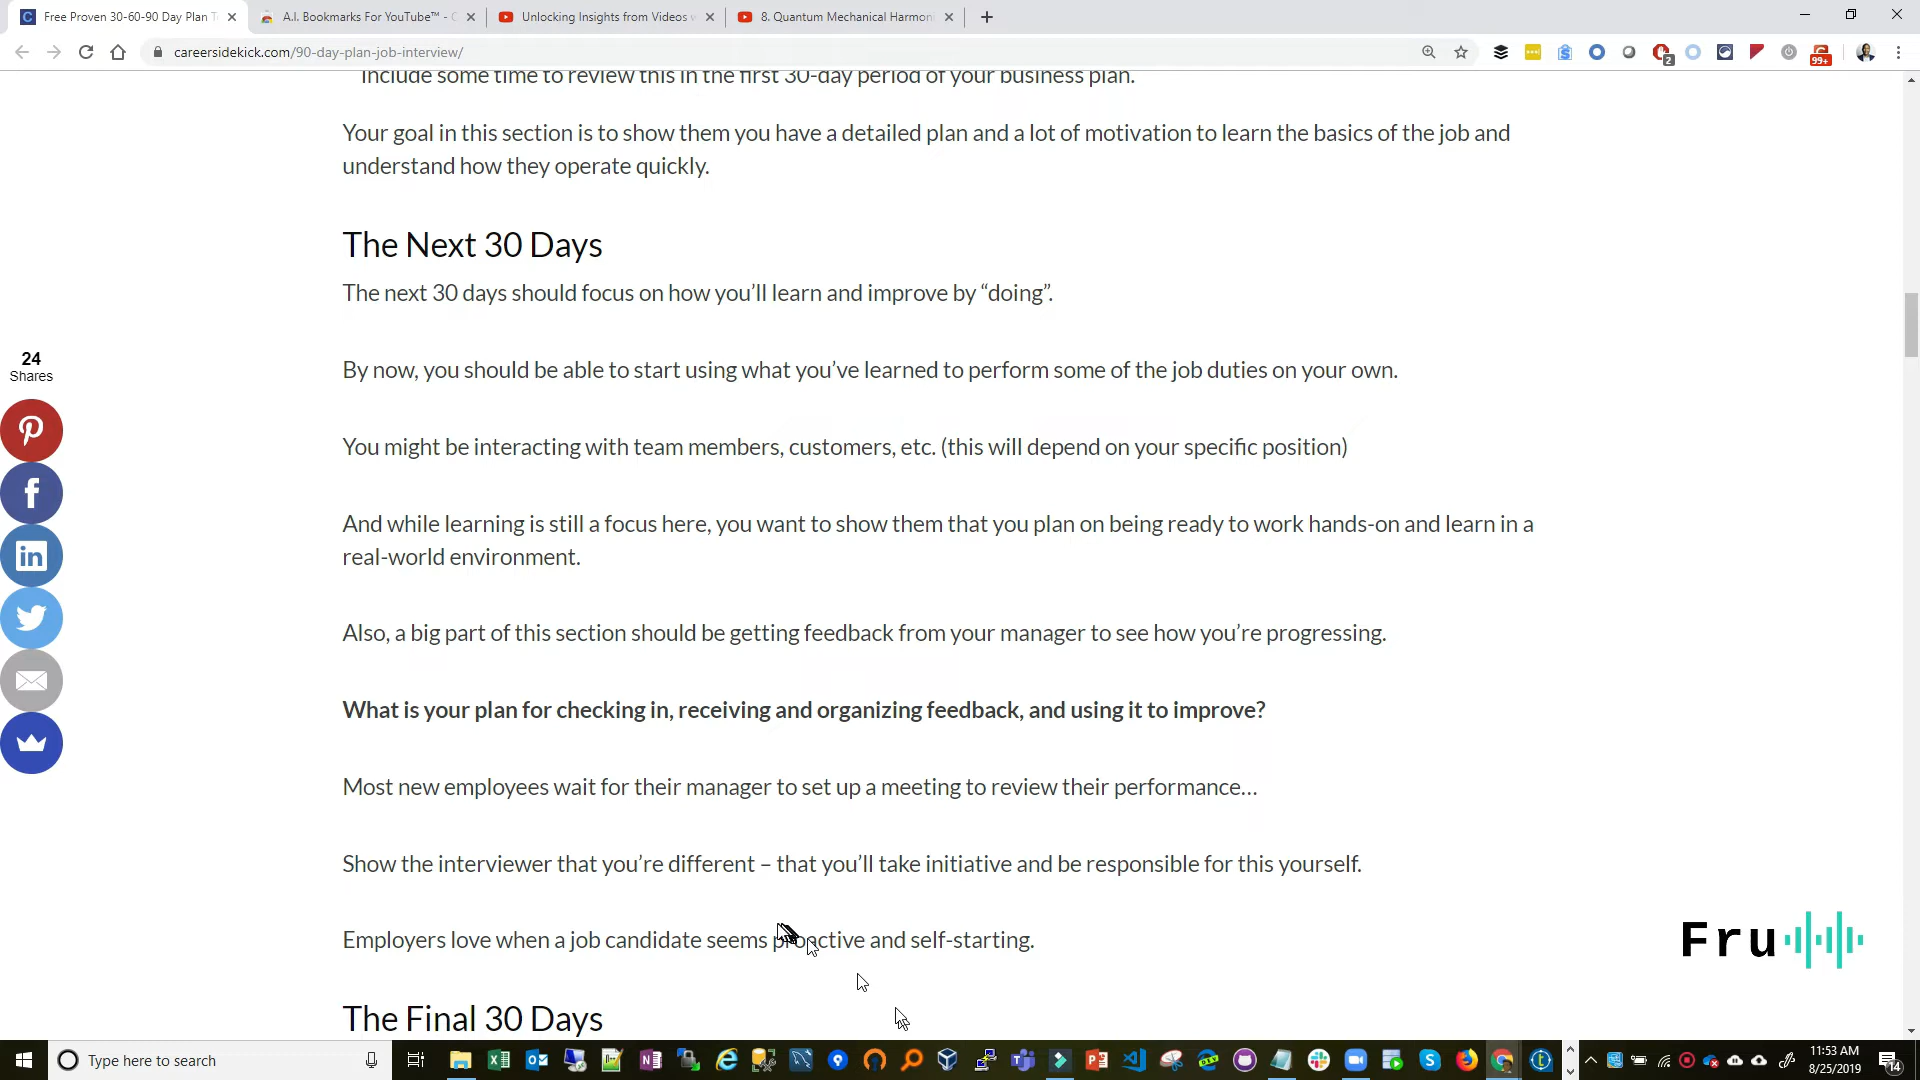 Free Proven 30-60-90 Day Plan T
A.I. Bookmarks For YouTube™ - C
Unlocking Insights from Videos w
8. Quantum Mechanical Harmoni
careersidekick.com/90-day-plan-job-interview/
2
99+
include some time to review this in the first 30-day period of your business plan.
Your goal in this section is to show them you have a detailed plan and a lot of motivation to learn the basics of the job and
understand how they operate quickly.
The Next 30 Days
The next 30 days should focus on how you'll learn and improve by “doing”.
24
Shares
By now, you should be able to start using what you've learned to perform some of the job duties on your own.
You might be interacting with team members, customers, etc. (this will depend on your specific position)
And while learning is still a focus here, you want to show them that you plan on being ready to work hands-on and learn in a
real-world environment.
Also, a big part of this section should be getting feedback from your manager to see how you're progressing.
What is your plan for checking in, receiving and organizing feedback, and using it to improve?
Most new employees wait for their manager to set up a meeting to review their performance…
Show the interviewer that you're different – that you'll take initiative and be responsible for this yourself.
Employers love when a job candidate seems proactive and self-starting.
Fru
The Final 30 Days
Type here to search
11:53 AM
8/25/2019
14